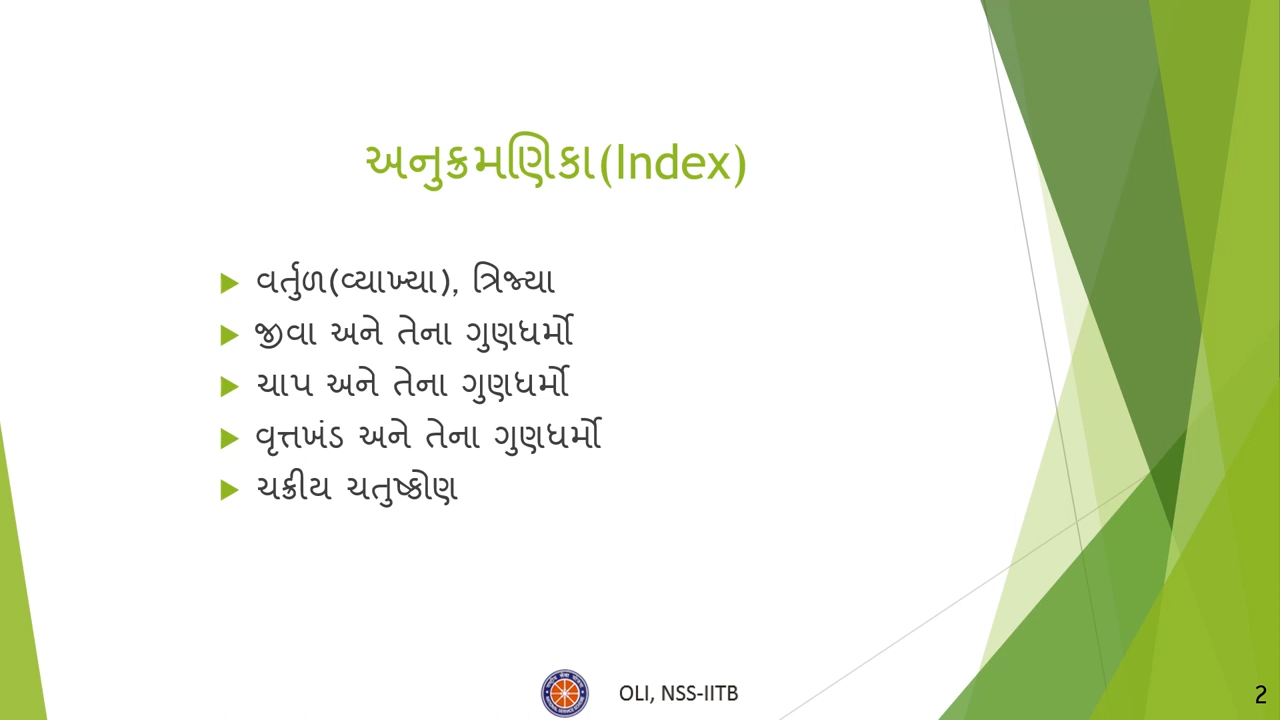 અનુક્રમણિકા(Index)
વર્તુળ(વ્યાખ્યા), ત્રિજ્યા
જીવા અને તેના ગુણધર્મો
ચાપ અને તેના ગુણધર્મો
વૃત્તખંડ અને તેના ગુણધર્મો
ચક્રીય ચતુષ્કોણ
OLI, NSS-IITB
2